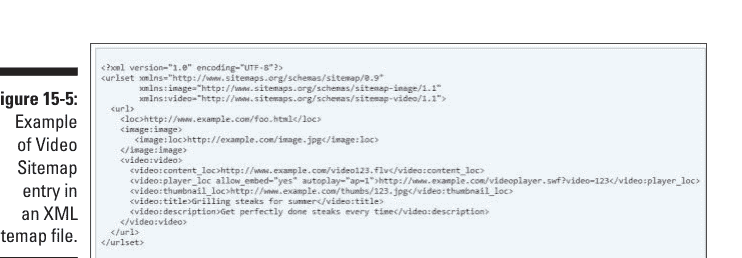 igure 15-5:
Example
of Video
Sitemap
entry in
an XML
temap file.
<?xml version="1.0" encoding="UTF-8"?>
<urlset xmlns="http://www.sitemaps.org/schemas/sitemap/0.9"
xmlns:image="http://www.sitemaps.org/schemas/sitemap-image/1.1"
xmlns:video="http://www.sitemaps.org/schemas/sitemap-video/1.1">
<url>
<loc>http://www.example.com/foo.html</loc>
<image:image>
<image:loc>http://example.com/image.jpg</image:loc>
</image:image>
<video:video>
<video:content_loc>http://www.example.com/video123.flv</video:content_loc>
<video:player_loc allow_embed="yes" autoplay="ap=1">http://www.example.com/videoplayer.swf?video=123</video:player_loc>
<video:thumbnail_loc>http://www.example.com/thumbs/123.jpg</video:thumbnail_loc>
<video:title>Grilling steaks for summer</video:title>
<video:description>Get perfectly done steaks every time</video:description>
</video:video>
</url>
</urlset>